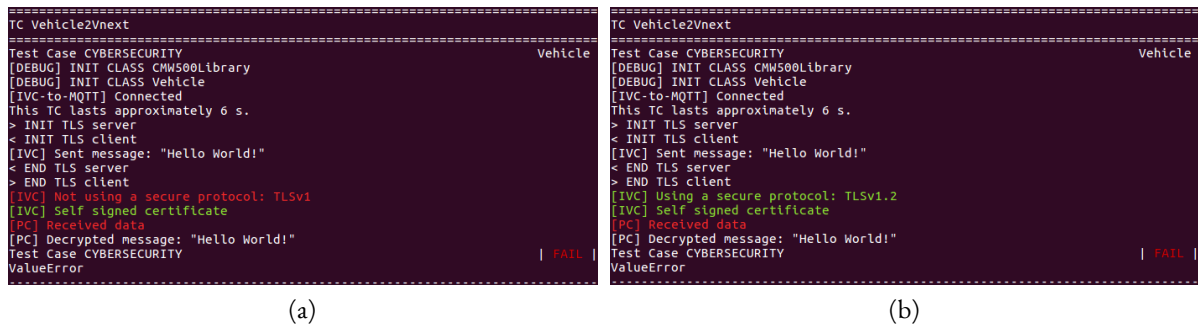 ================================================================================
TC Vehicle2Vnext
================================================================================
Test Case CYBERSECURITY Vehicle
[DEBUG] INIT CLASS CMW500Library
[DEBUG] INIT CLASS Vehicle
[IVC-to-MQTT] Connected
This TC lasts approximately 6 s.
> INIT TLS server
< INIT TLS client
[IVC] Sent message: "Hello World!"
< END TLS server
> END TLS client
[IVC] Not using a secure protocol: TLSv1
[IVC] Self signed certificate
[PC] Received data
[PC] Decrypted message: "Hello World!"
Test Case CYBERSECURITY | FAIL |
ValueError
--------------------------------------------------------------------------------
(a)
================================================================================
TC Vehicle2Vnext
================================================================================
Test Case CYBERSECURITY Vehicle
[DEBUG] INIT CLASS CMW500Library
[DEBUG] INIT CLASS Vehicle
[IVC-to-MQTT] Connected
This TC lasts approximately 6 s.
> INIT TLS server
< INIT TLS client
[IVC] Sent message: "Hello World!"
< END TLS server
> END TLS client
[IVC] Using a secure protocol: TLSv1.2
[IVC] Self signed certificate
[PC] Received data
[PC] Decrypted message: "Hello World!"
Test Case CYBERSECURITY | FAIL |
ValueError
--------------------------------------------------------------------------------
(b)